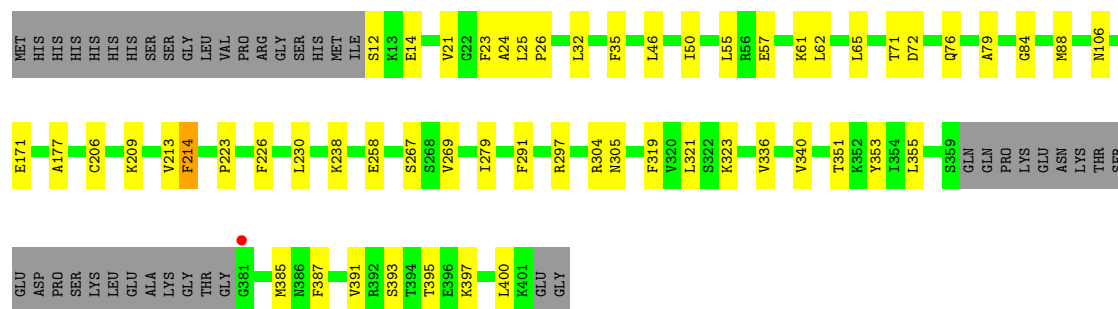 MET HIS HIS HIS HIS HIS HIS SER SER GLY LEU VAL PRO ARG GLY SER HIS MET ILE S12 K13 E14 V21 G22 F23 A24 L25 P26 L32 F35 L46 I50 L55 R56 E57 K61 L62 L65 T71 D72 Q76 A79 G84 M88 N106
E171 A177 C206 K209 V213 F214 P223 F226 L230 K238 E258 S267 S268 V269 I279 F291 R297 R304 N305 F319 V320 L321 S322 K323 V336 V340 T351 K352 Y353 I354 L355 S359 GLN GLN PRO LYS GLU ASN LYS THR SER
GLU ASP PRO SER LYS LEU GLU ALA LYS GLY THR GLY G381 M385 N386 F387 V391 R392 S393 T394 T395 E396 K397 L400 K401 GLU GLY